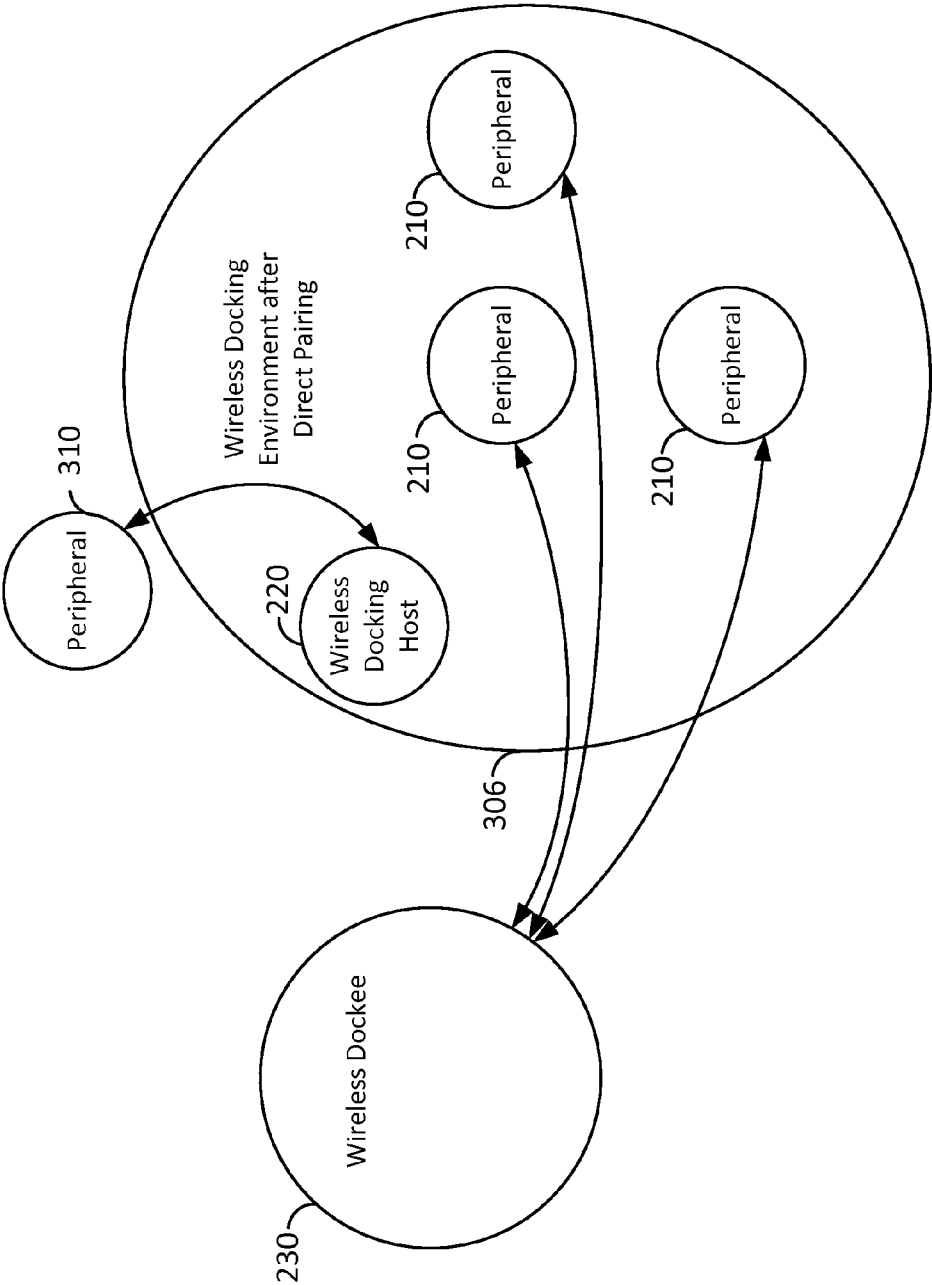 Peripheral
310
Wireless Docking
Environment after
Direct Pairing
220
Wireless
Docking
Host
230
Wireless Dockee
210
Peripheral
210
Peripheral
306
210
Peripheral